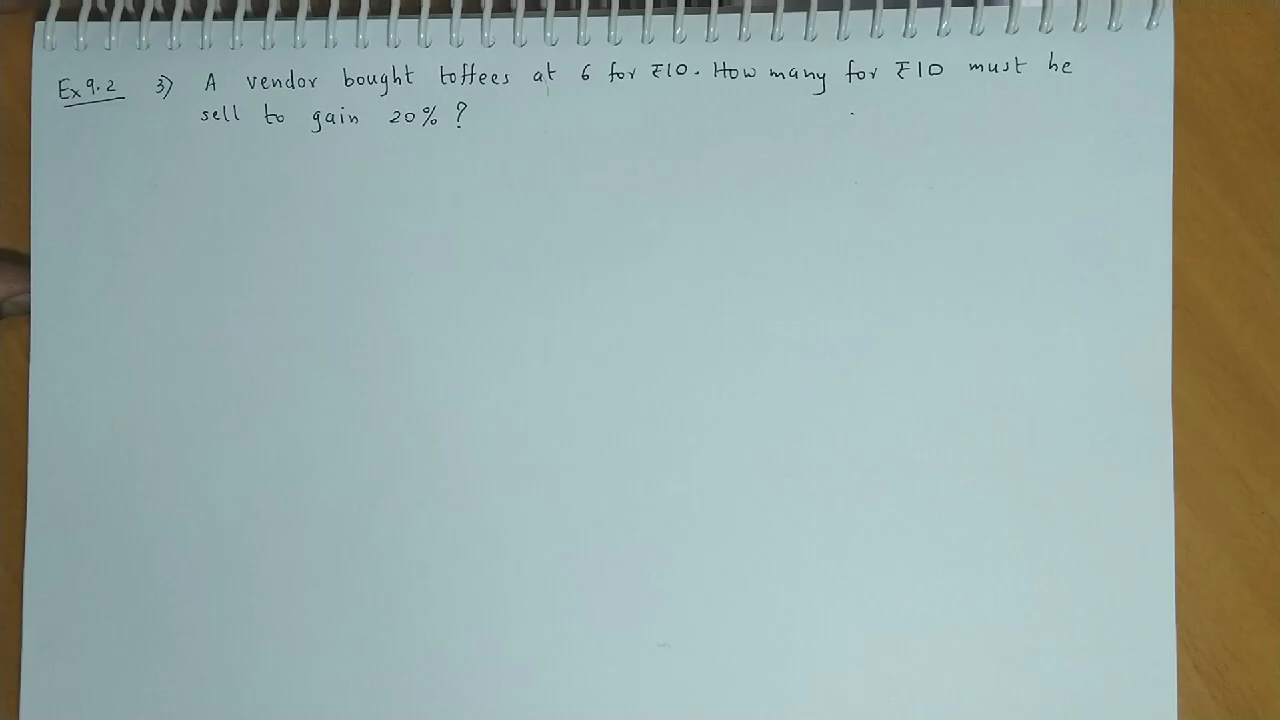 Ex 9.2 3) A vendor bought toffees at 6 for ₹10. How many for ₹10 must he
sell to gain 20% ?